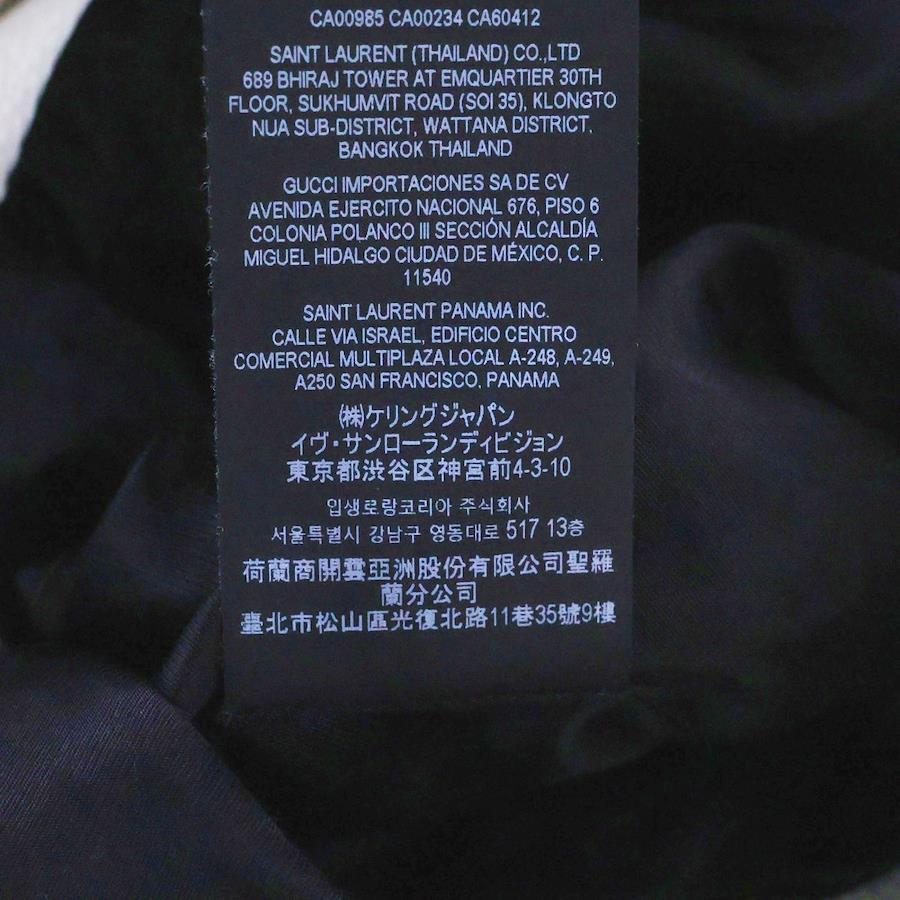 CA00985 CA00234 CA60412
SAINT LAURENT (THAILAND) CO.,LTD
689 BHIRAJ TOWER AT EMQUARTIER 30TH
FLOOR, SUKHUMVIT ROAD (SOI 35), KLONGTO
NUA SUB-DISTRICT, WATTANA DISTRICT,
BANGKOK THAILAND
GUCCI IMPORTACIONES SA DE CV
AVENIDA EJERCITO NACIONAL 676, PISO 6
COLONIA POLANCO III SECCIÓN ALCALDÍA
MIGUEL HIDALGO CIUDAD DE MÉXICO, C. P.
11540
SAINT LAURENT PANAMA INC.
CALLE VIA ISRAEL, EDIFICIO CENTRO
COMERCIAL MULTIPLAZA LOCAL A-248, A-249,
A250 SAN FRANCISCO, PANAMA
㈱ケリングジャパン
イヴ・サンローランディビジョン
東京都渋谷区神宮前4-3-10
입생로랑코리아 주식회사
서울특별시 강남구 영동대로 517 13층
荷蘭商開雲亞洲股份有限公司聖羅
蘭分公司
臺北市松山區光復北路11巷35號9樓